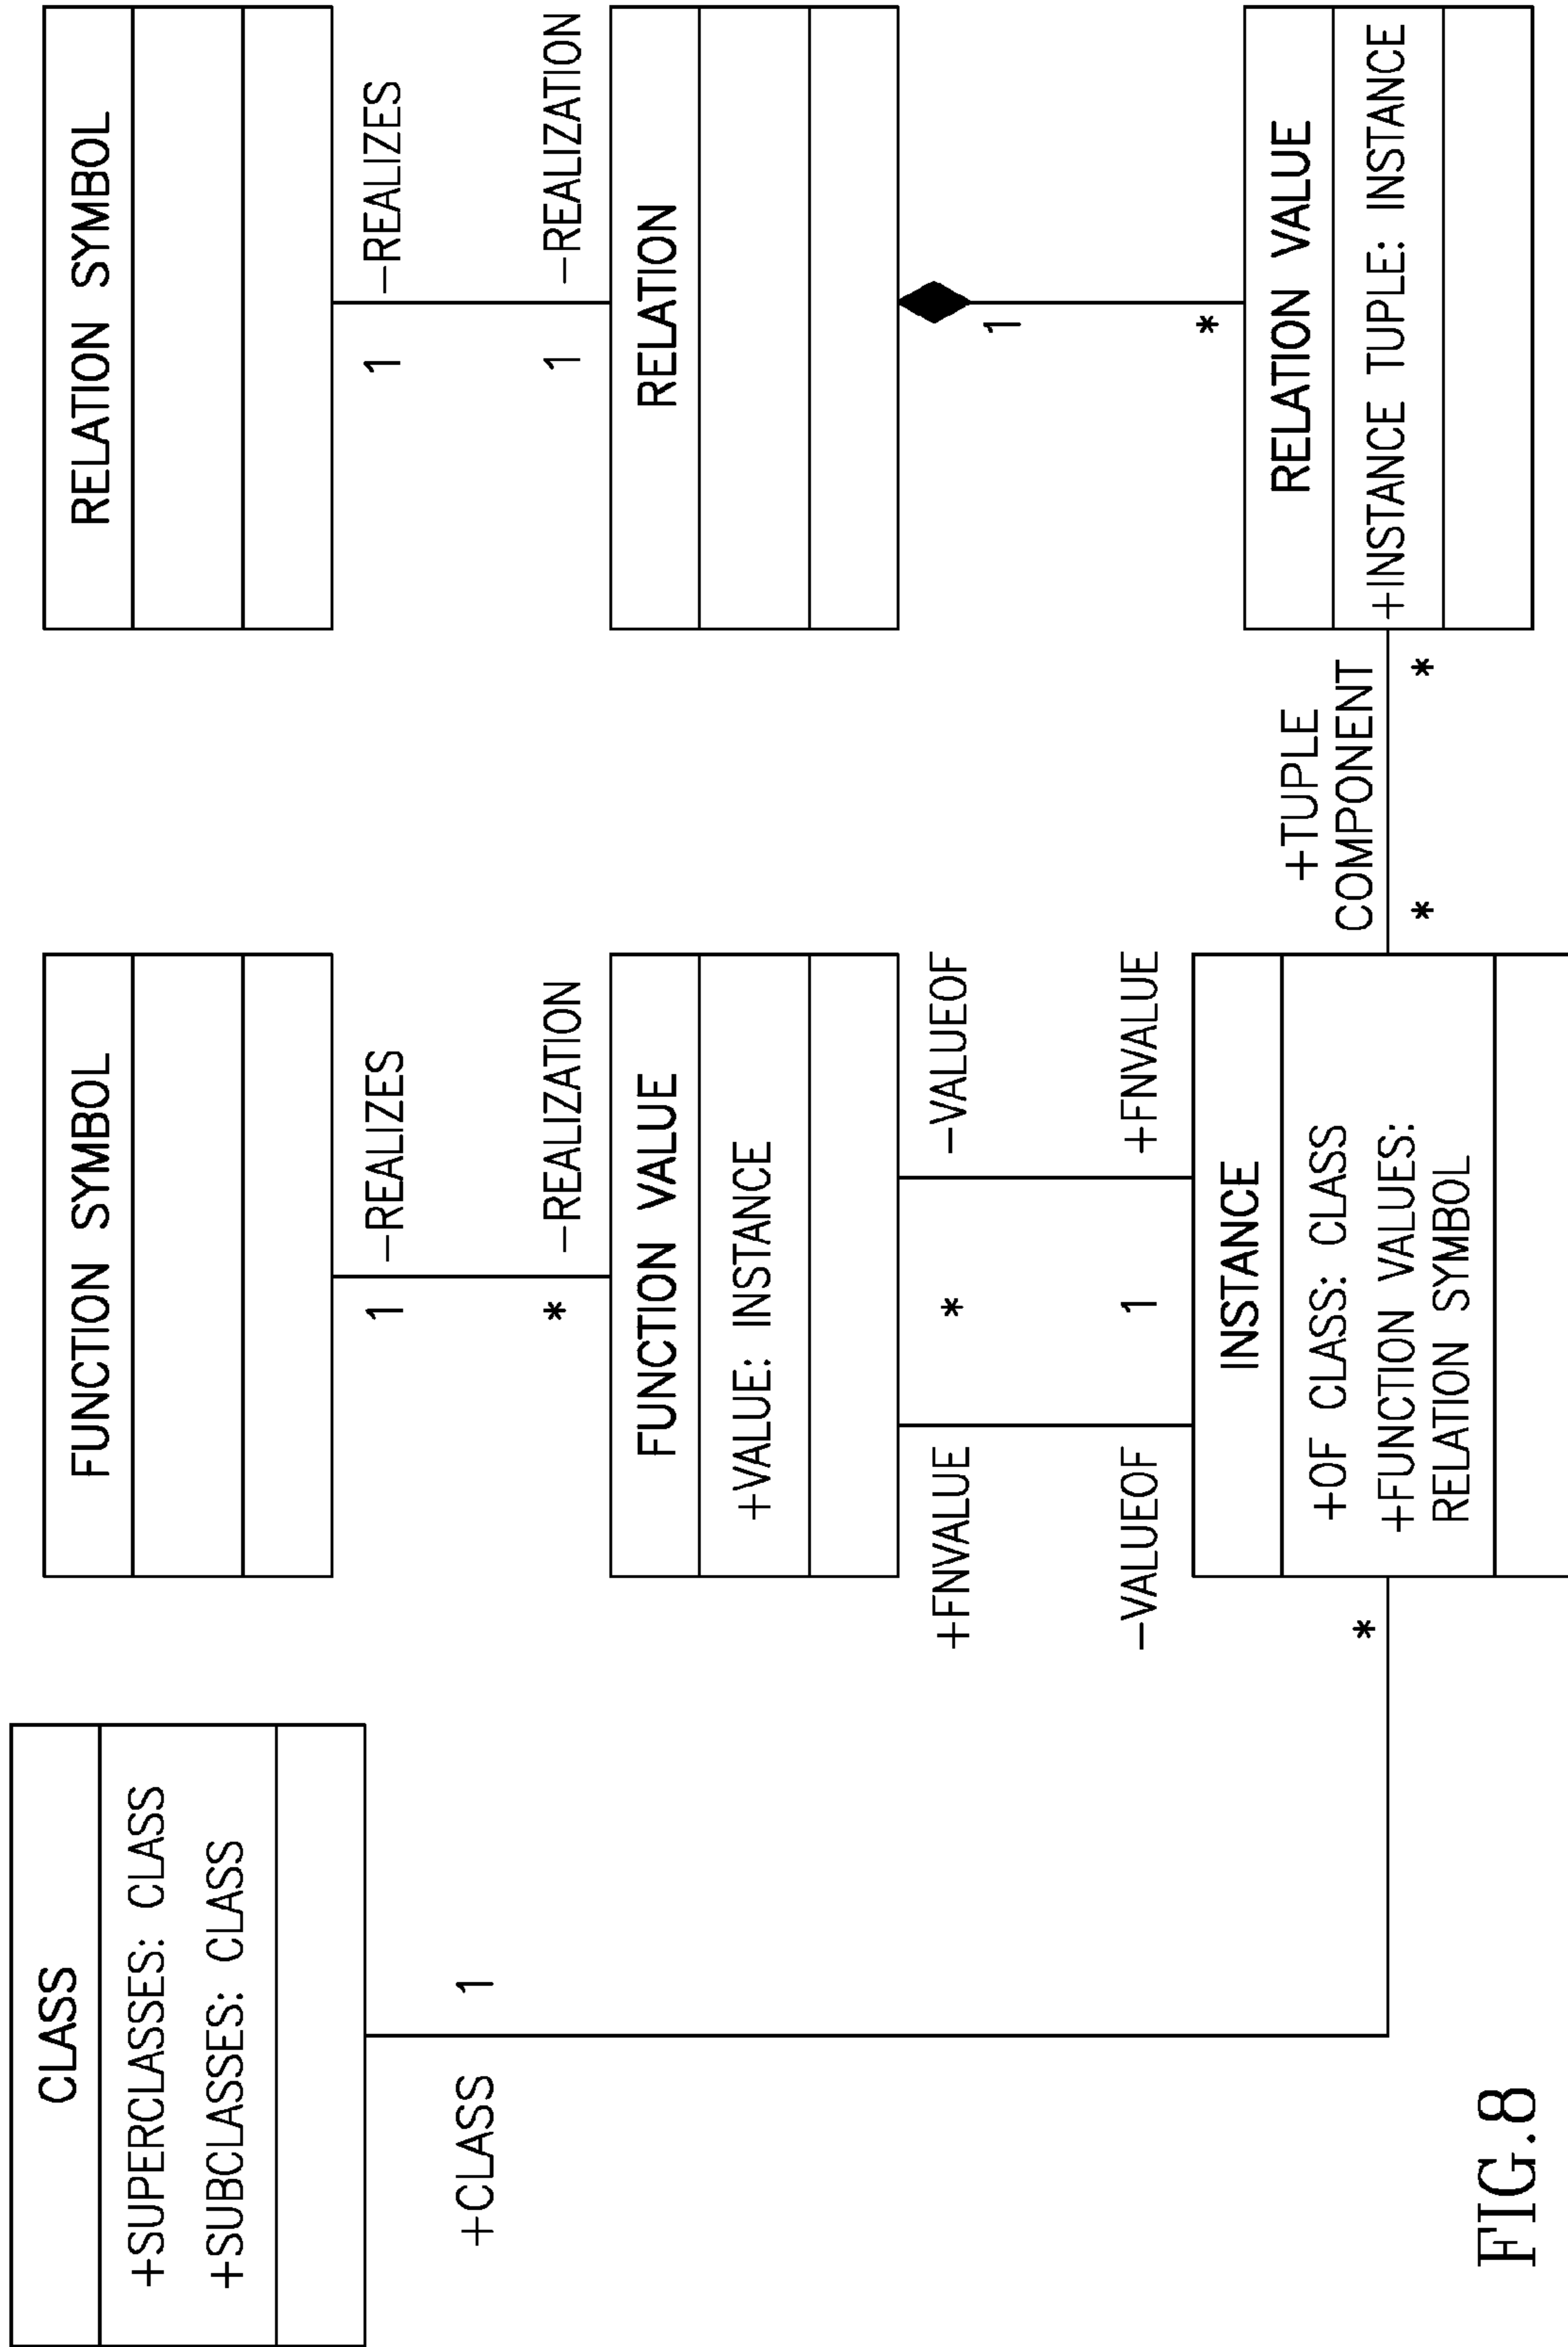 CLASS
+SUPERCLASSES: CLASS
+SUBCLASSES: CLASS
+CLASS
1
*
FUNCTION SYMBOL
1
-REALIZES
*
-REALIZATION
FUNCTION VALUE
+VALUE: INSTANCE
+FNVALUE
*
-VALUEOF
-VALUEOF
1
+FNVALUE
INSTANCE
+OF CLASS: CLASS
+FUNCTION VALUES:
RELATION SYMBOL
+TUPLE
COMPONENT
*
*
RELATION SYMBOL
1
-REALIZES
1
-REALIZATION
RELATION
1
*
RELATION VALUE
+INSTANCE TUPLE: INSTANCE
FIG.8